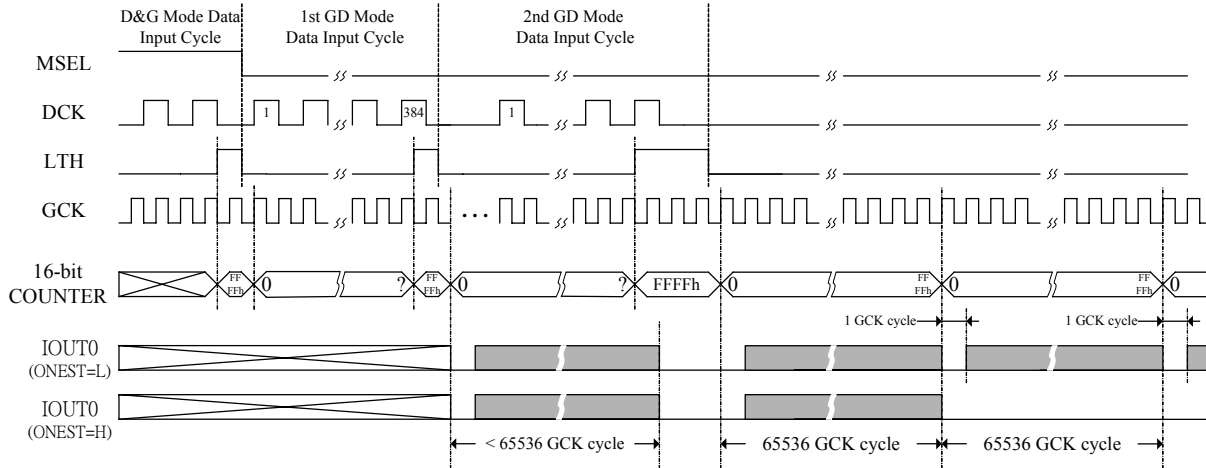 D&G Mode Data
Input Cycle
1st GD Mode
Data Input Cycle
2nd GD Mode
Data Input Cycle
MSEL
DCK
1
384
1
LTH
GCK
...
16-bit
COUNTER
FF
FFh
0
?
FF
FFh
0
?
FFFFh
0
FF
FFh
0
FF
FFh
0
1 GCK cycle
1 GCK cycle
IOUT0
(ONEST=L)
IOUT0
(ONEST=H)
< 65536 GCK cycle
65536 GCK cycle
65536 GCK cycle